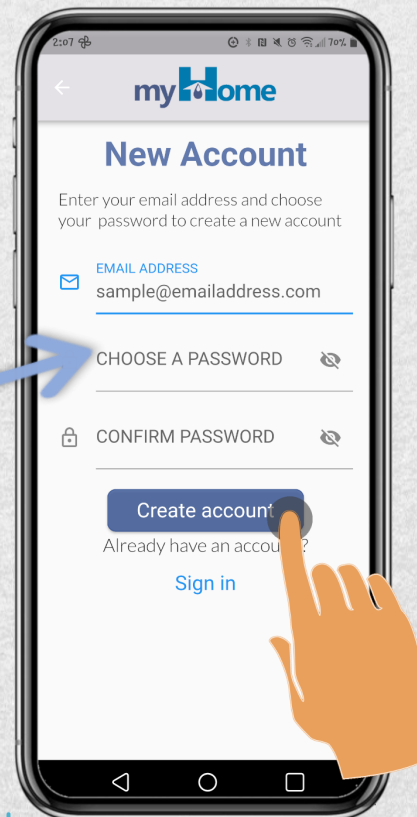 2:07 70%
myHome
New Account
Enter your email address and choose
your password to create a new account
EMAIL ADDRESS
sample@emailaddress.com
CHOOSE A PASSWORD
CONFIRM PASSWORD
Create account
Already have an account?
Sign in